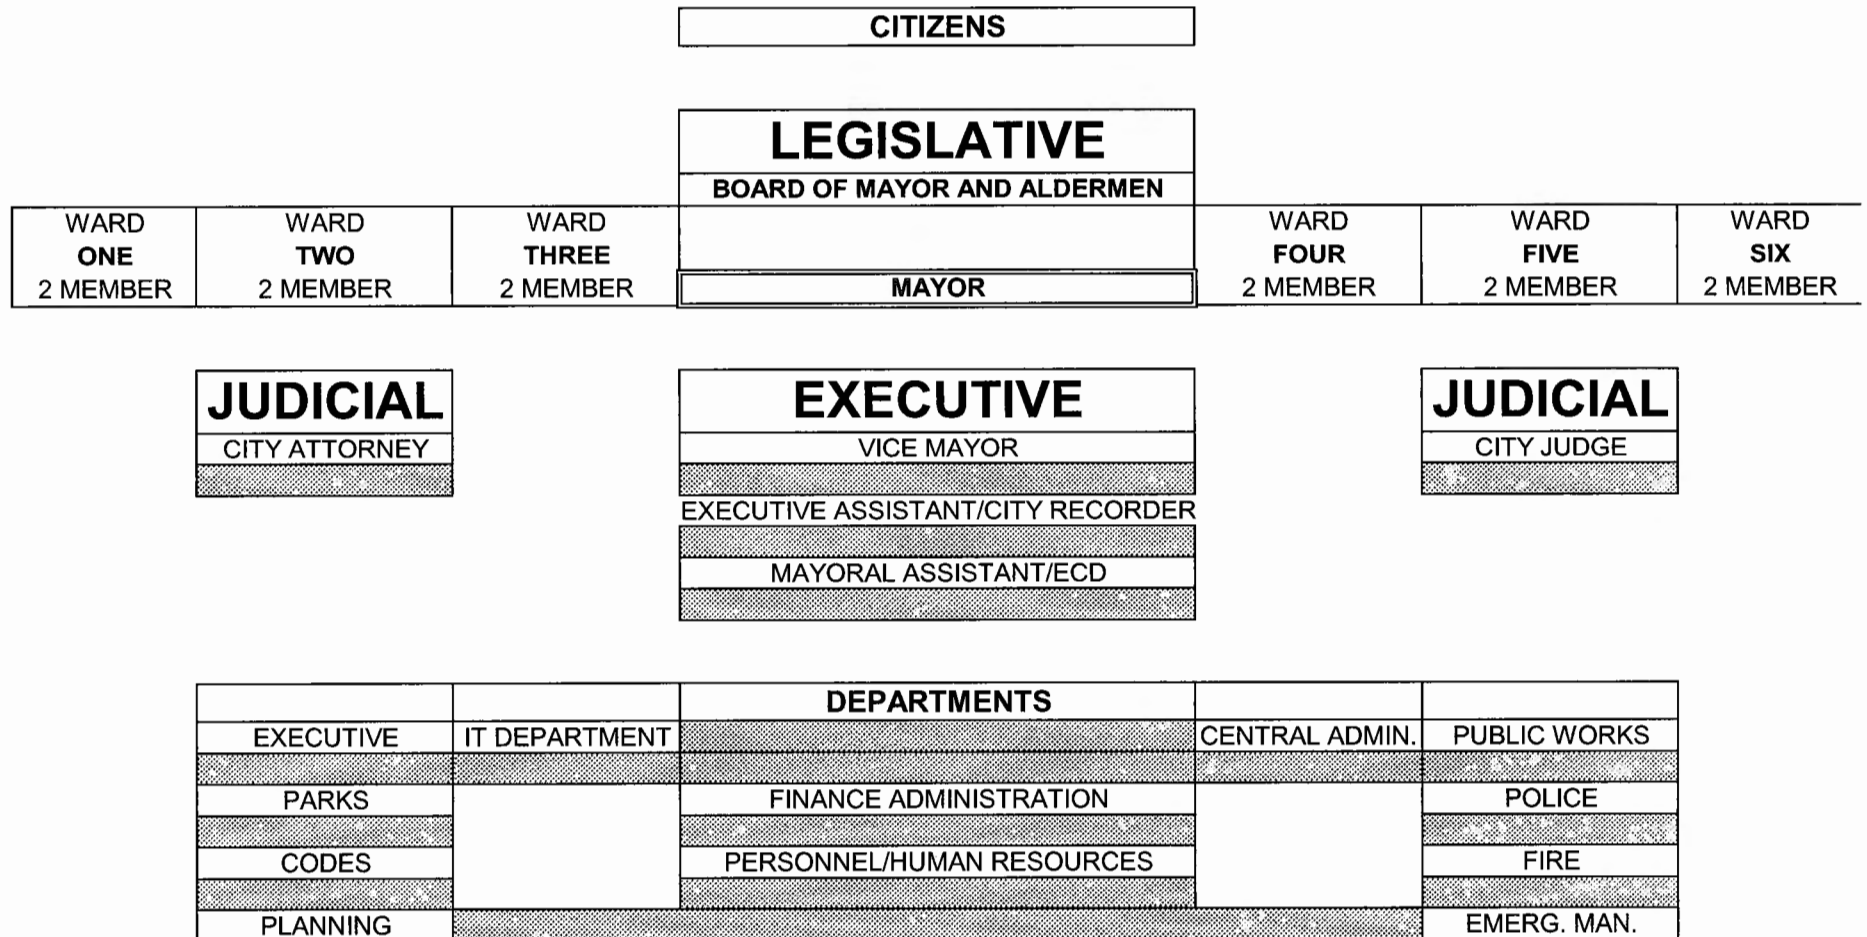 CITIZENS
LEGISLATIVE
BOARD OF MAYOR AND ALDERMEN
WARD WARD WARD WARD WARD WARD
ONE TWO THREE FOUR FIVE SIX
2 MEMBER 2 MEMBER 2 MEMBER MAYOR 2 MEMBER 2 MEMBER 2 MEMBER
JUDICIAL EXECUTIVE JUDICIAL
CITY ATTORNEY VICE MAYOR CITY JUDGE
EXECUTIVE ASSISTANT/CITY RECORDER
MAYORAL ASSISTANT/ECD
DEPARTMENTS
EXECUTIVE IT DEPARTMENT CENTRAL ADMIN. PUBLIC WORKS
PARKS FINANCE ADMINISTRATION POLICE
CODES PERSONNEL/HUMAN RESOURCES FIRE
PLANNING EMERG. MAN.